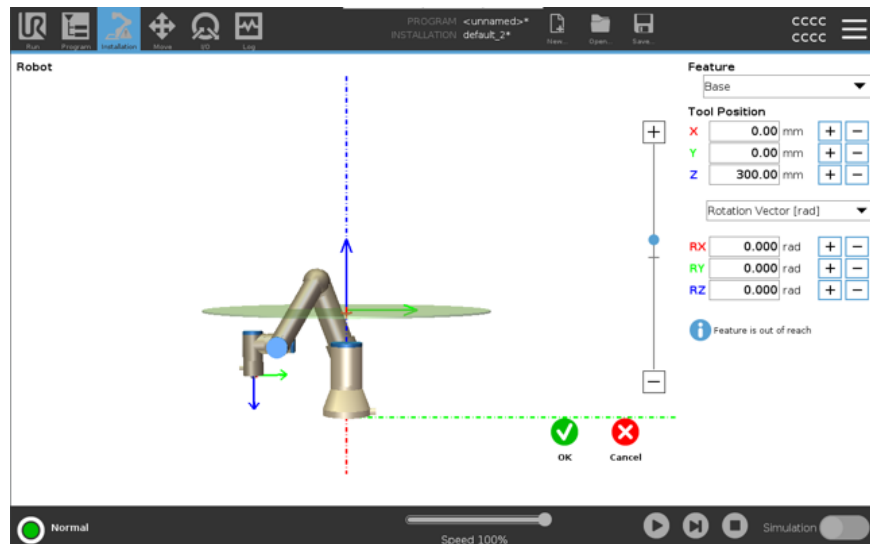 PROGRAM <unnamed>*
INSTALLATION default_2*
UR
Run
Program
Installation
Move
I/O
Log
New...
Open...
Save...
cccc
cccc
Robot
Feature
Base
Tool Position
X 0.00 mm + −
Y 0.00 mm + −
Z 300.00 mm + −
Rotation Vector [rad]
RX 0.000 rad + −
RY 0.000 rad + −
RZ 0.000 rad + −
i Feature is out of reach
+
−
OK
Cancel
Normal
Speed 100%
Simulation